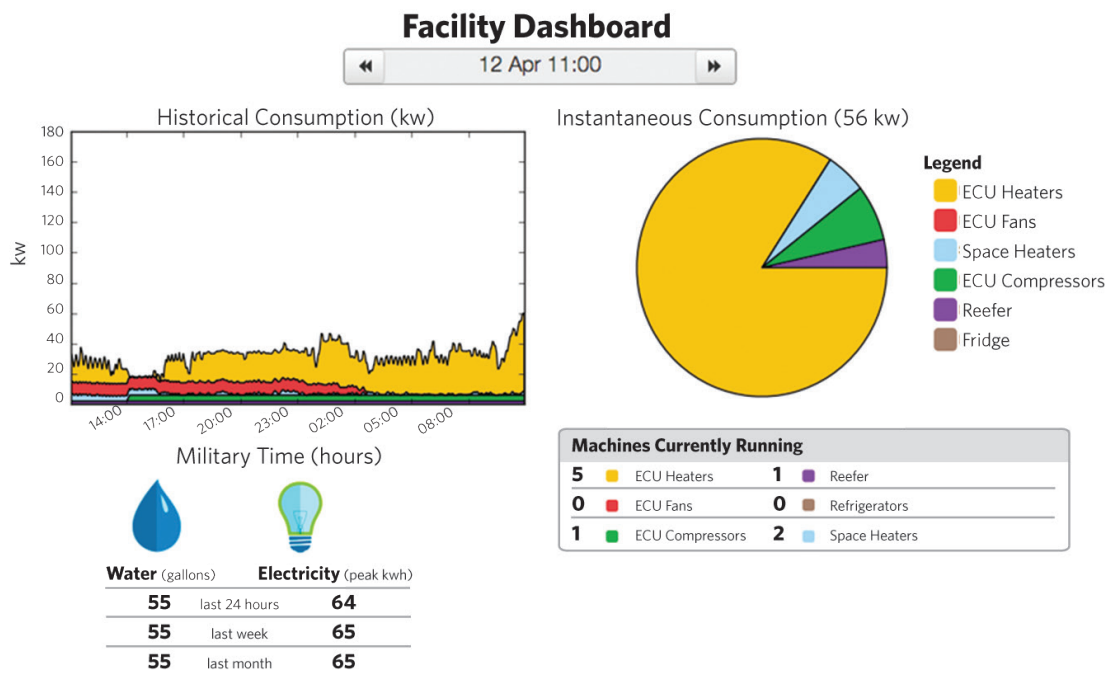 Facility Dashboard
12 Apr 11:00
Historical Consumption (kw)
180
160
140
120
100
80
60
40
20
0
kw
14:00
17:00
20:00
23:00
02:00
05:00
08:00
Military Time (hours)
Instantaneous Consumption (56 kw)
Legend
ECU Heaters
ECU Fans
Space Heaters
ECU Compressors
Reefer
Fridge
Machines Currently Running
5 ECU Heaters 1 Reefer
0 ECU Fans 0 Refrigerators
1 ECU Compressors 2 Space Heaters
Water (gallons) Electricity (peak kwh)
55 last 24 hours 64
55 last week 65
55 last month 65